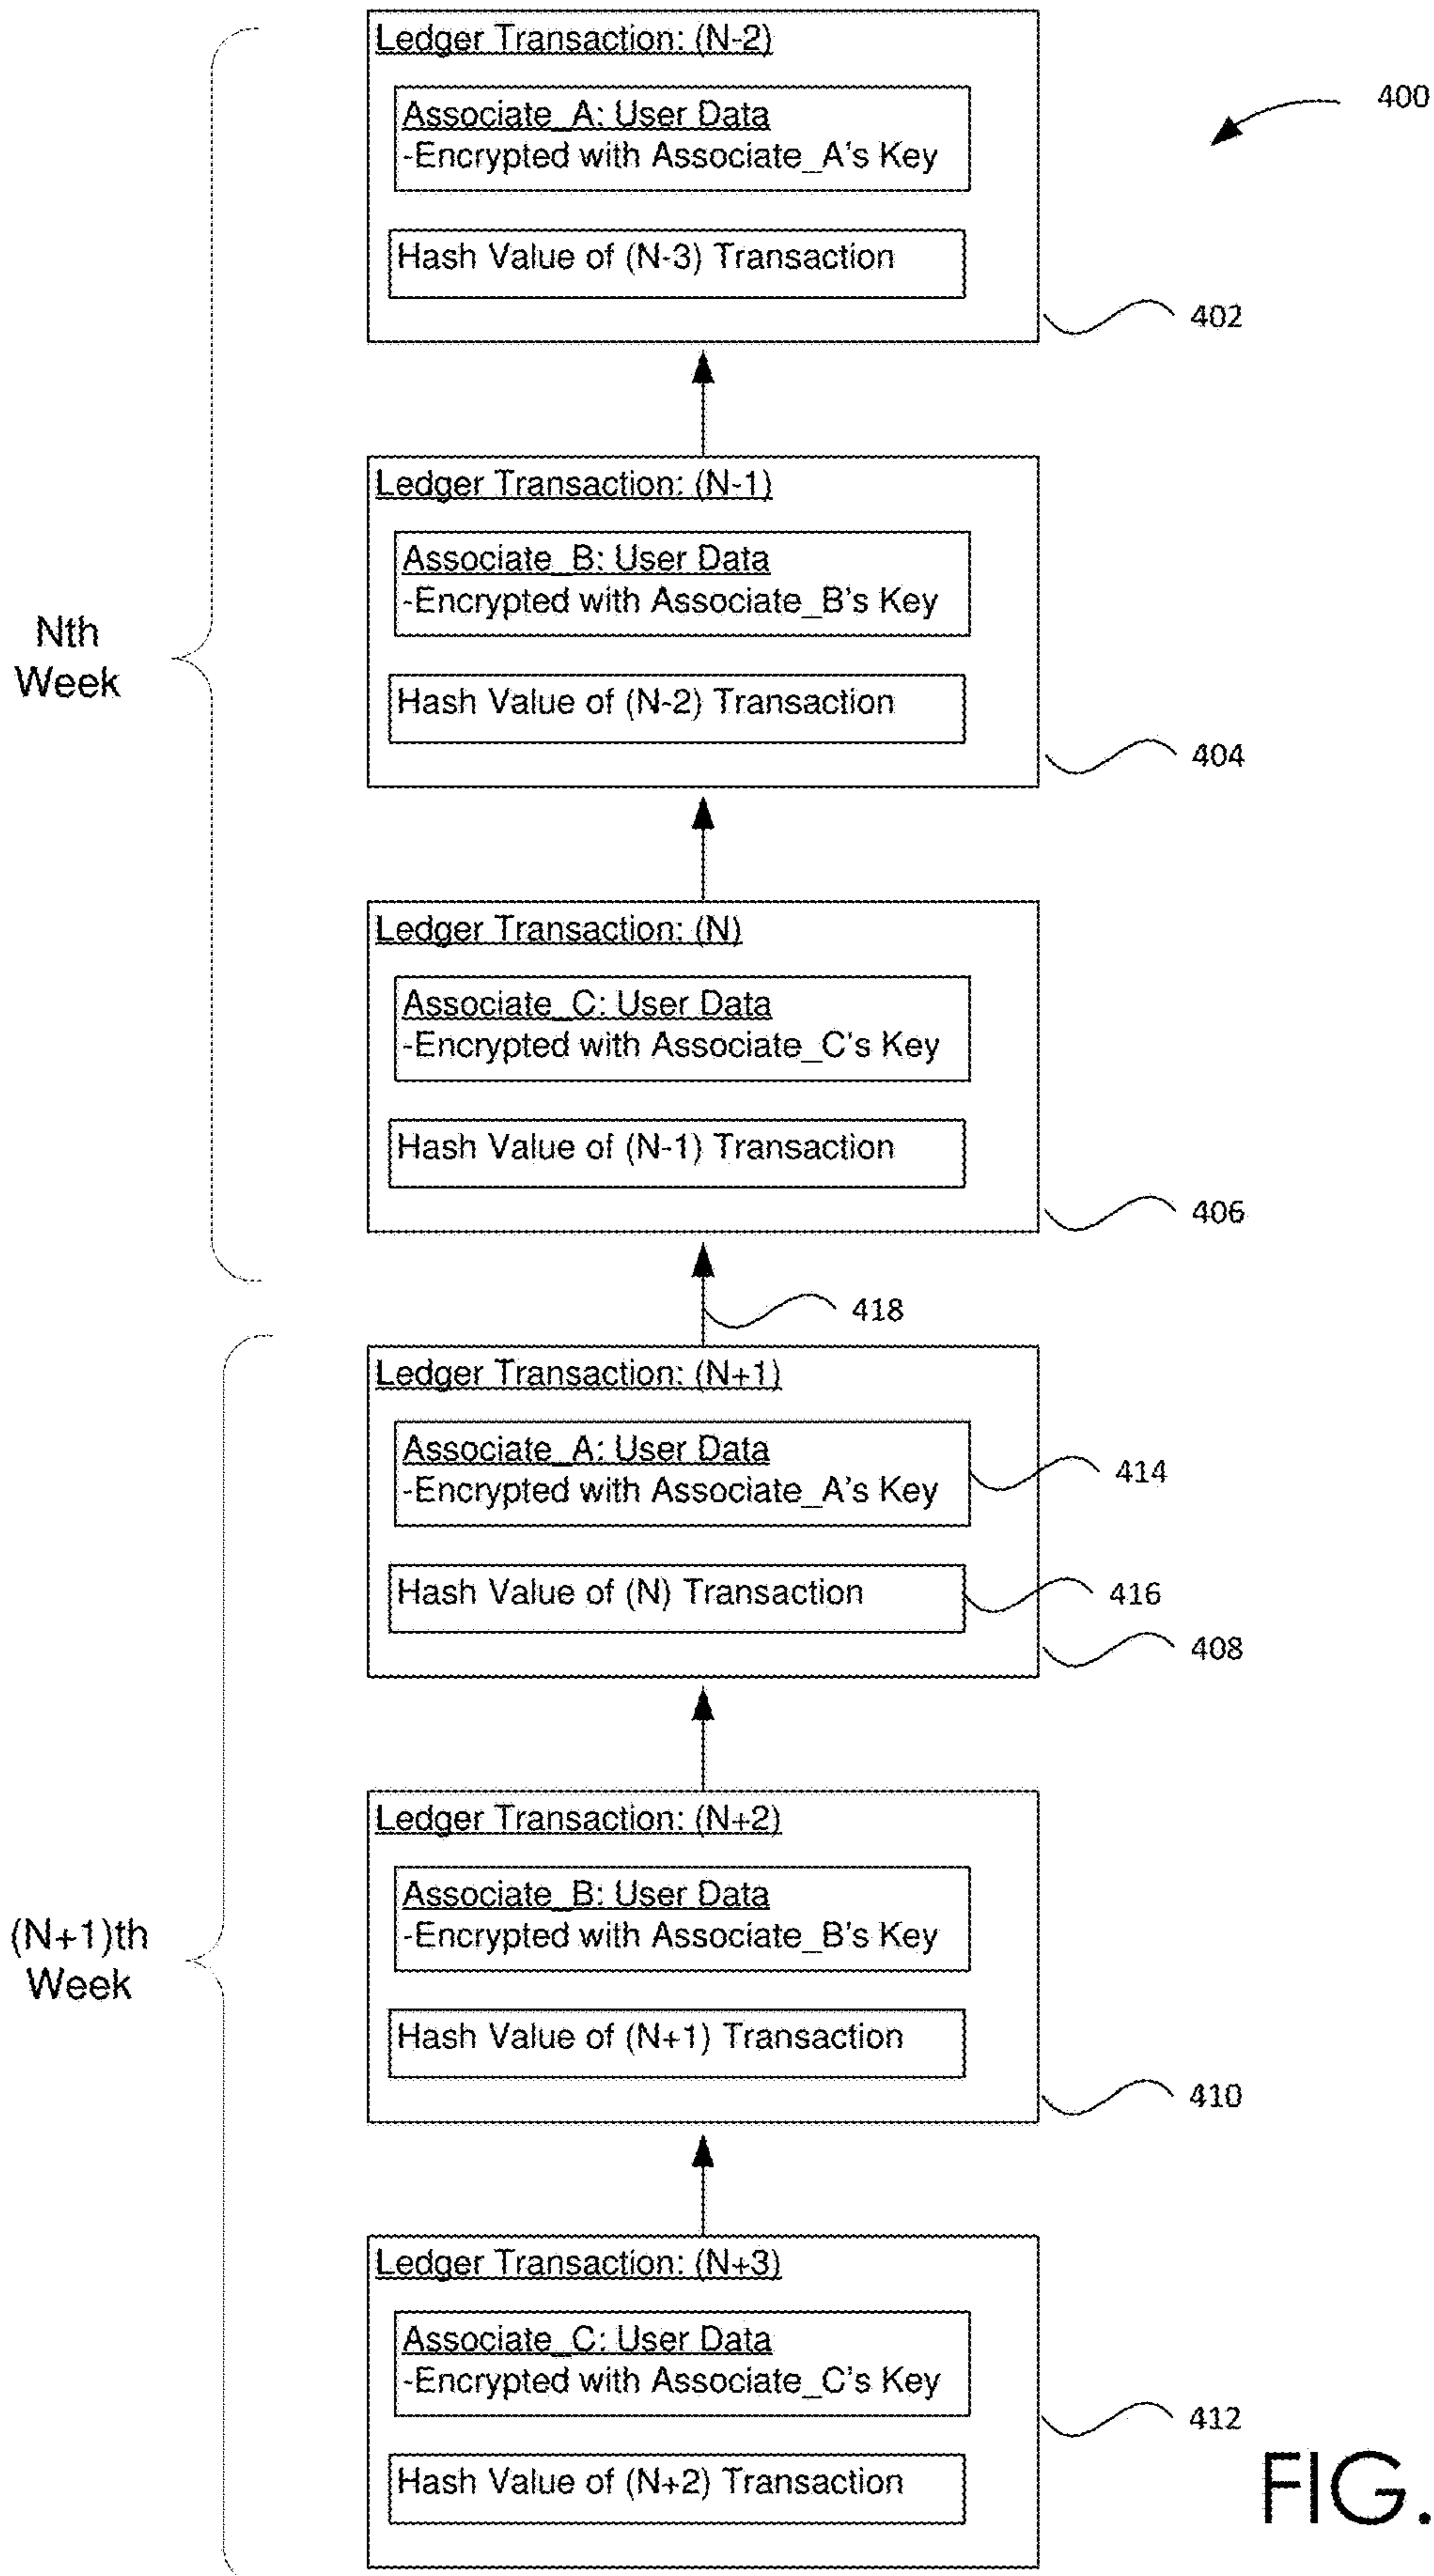 Ledger Transaction: (N-2)
Associate_A: User Data
-Encrypted with Associate_A's Key
400
Hash Value of (N-3) Transaction
402
Ledger Transaction: (N-1)
Associate_B: User Data
-Encrypted with Associate_B's Key
Nth
Week
Hash Value of (N-2) Transaction
404
Ledger Transaction: (N)
Associate_C: User Data
-Encrypted with Associate_C's Key
Hash Value of (N-1) Transaction
406
418
Ledger Transaction: (N+1)
Associate_A: User Data
-Encrypted with Associate_A's Key
414
Hash Value of (N) Transaction
416
408
Ledger Transaction: (N+2)
Associate_B: User Data
-Encrypted with Associate_B's Key
(N+1)th
Week
Hash Value of (N+1) Transaction
410
Ledger Transaction: (N+3)
Associate_C: User Data
-Encrypted with Associate_C's Key
412
Hash Value of (N+2) Transaction
FIG.